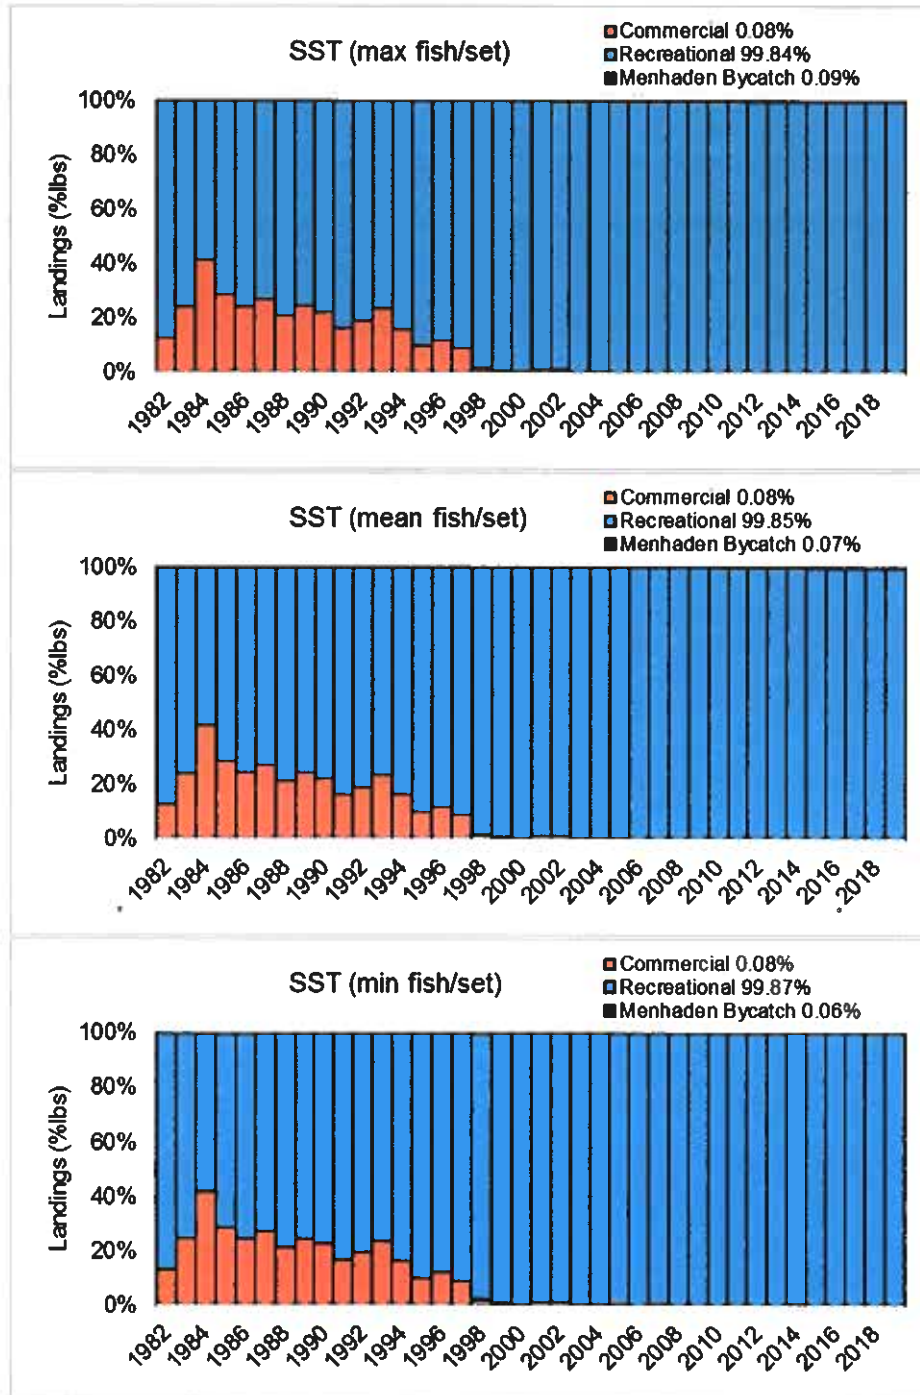 SST (max fish/set)
Commercial 0.08%
Recreational 99.84%
Menhaden Bycatch 0.09%
Landings (%lbs)
100%
80%
60%
40%
20%
0%
1982 1984 1986 1988 1990 1992 1994 1996 1998 2000 2002 2004 2006 2008 2010 2012 2014 2016 2018
SST (mean fish/set)
Commercial 0.08%
Recreational 99.85%
Menhaden Bycatch 0.07%
Landings (%lbs)
100%
80%
60%
40%
20%
0%
1982 1984 1986 1988 1990 1992 1994 1996 1998 2000 2002 2004 2006 2008 2010 2012 2014 2016 2018
SST (min fish/set)
Commercial 0.08%
Recreational 99.87%
Menhaden Bycatch 0.06%
Landings (%lbs)
100%
80%
60%
40%
20%
0%
1982 1984 1986 1988 1990 1992 1994 1996 1998 2000 2002 2004 2006 2008 2010 2012 2014 2016 2018